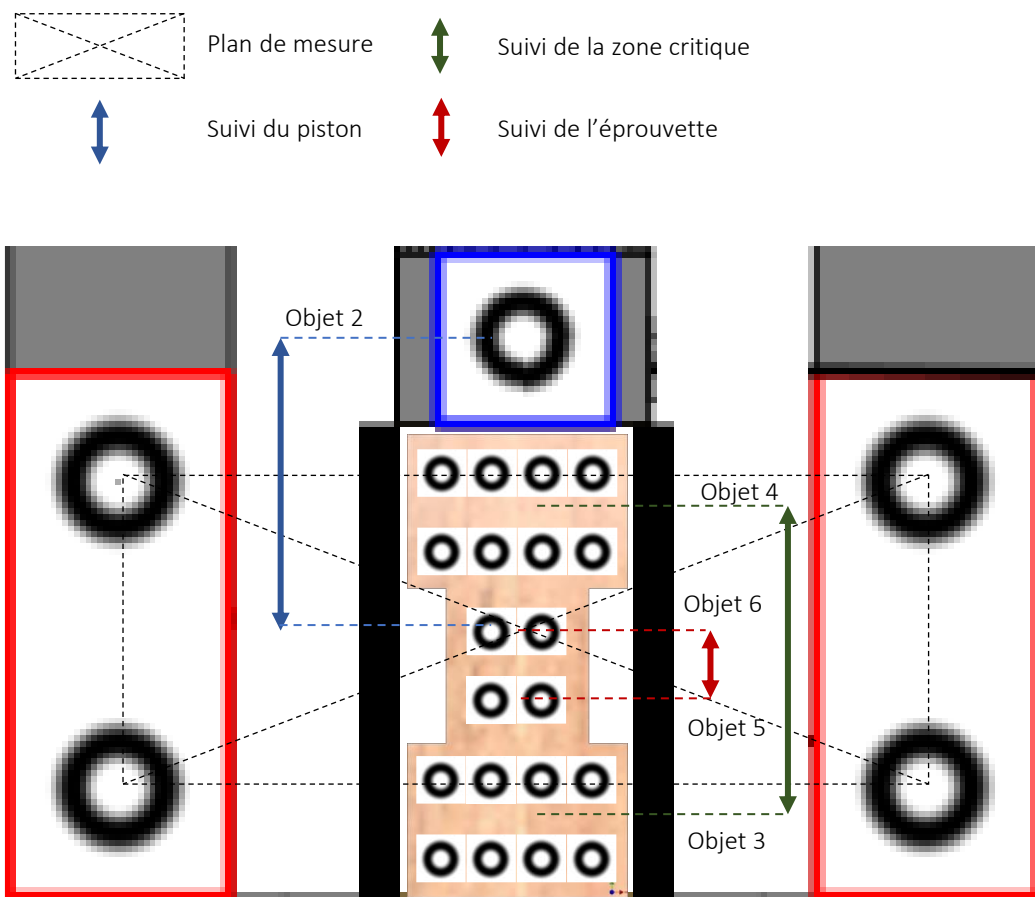 Plan de mesure
Suivi de la zone critique
Suivi du piston
Suivi de l’éprouvette
Objet 2
Objet 4
Objet 6
Objet 5
Objet 3